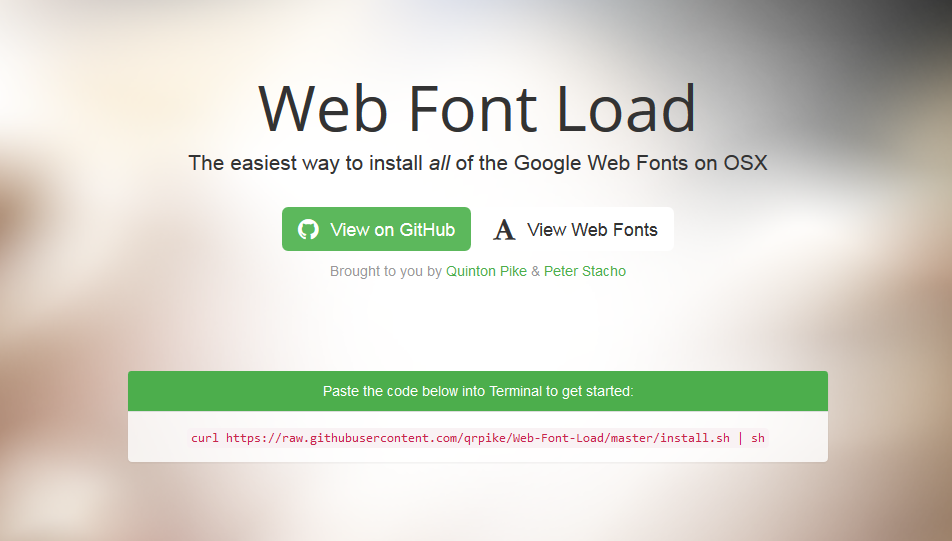 Web Font Load
The easiest way to install all of the Google Web Fonts on OSX
View on GitHub
A View Web Fonts
Brought to you by Quinton Pike & Peter Stacho
Paste the code below into Terminal to get started:
curl https://raw.githubusercontent.com/qrpike/Web-Font-Load/master/install.sh | sh